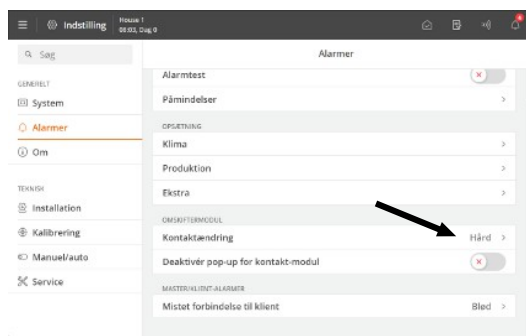 Indstilling
House 1
08:03, Dag 0
4
Søg
Alarmer
GENERELT
System
Alarmer
Om
TEKNISK
Installation
Kalibrering
Manuel/auto
Service
Alarmtest
Påmindelser
OPSÆTNING
Klima
Produktion
Ekstra
OMSKIFTERMODUL
Kontaktændring Hård
Deaktivér pop-up for kontakt-modul
MASTER/KLIENT-ALARMER
Mistet forbindelse til klient Blød